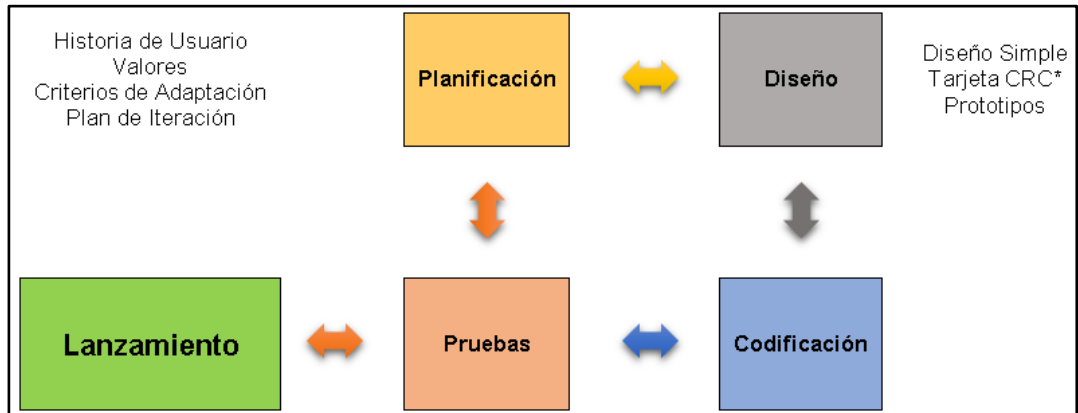 Historia de Usuario
Valores
Criterios de Adaptación
Plan de Iteración
Planificación
Diseño
Diseño Simple
Tarjeta CRC*
Prototipos
Lanzamiento
Pruebas
Codificación